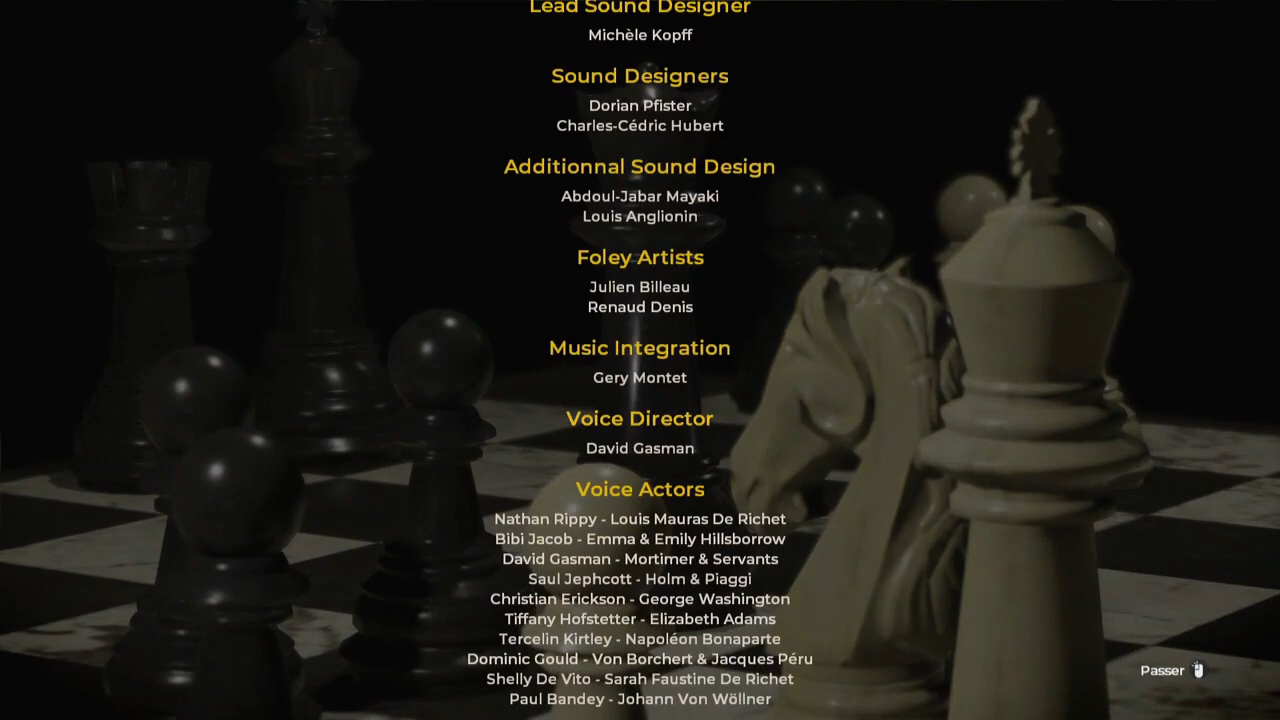 Lead Sound Designer
Michèle Kopff
Sound Designers
Dorian Pfister
Charles-Cédric Hubert
Additionnal Sound Design
Abdoul-Jabar Mayaki
Louis Anglionin
Foley Artists
Julien Billeau
Renaud Denis
Music Integration
Gery Montet
Voice Director
David Gasman
Voice Actors
Nathan Rippy - Louis Mauras De Richet
Bibi Jacob - Emma & Emily Hillsborrow
David Gasman - Mortimer & Servants
Saul Jephcott - Holm & Piaggi
Christian Erickson - George Washington
Tiffany Hofstetter - Elizabeth Adams
Tercelin Kirtley - Napoléon Bonaparte
Dominic Gould - Von Borchert & Jacques Péru
Shelly De Vito - Sarah Faustine De Richet
Paul Bandey - Johann Von Wöllner
Passer